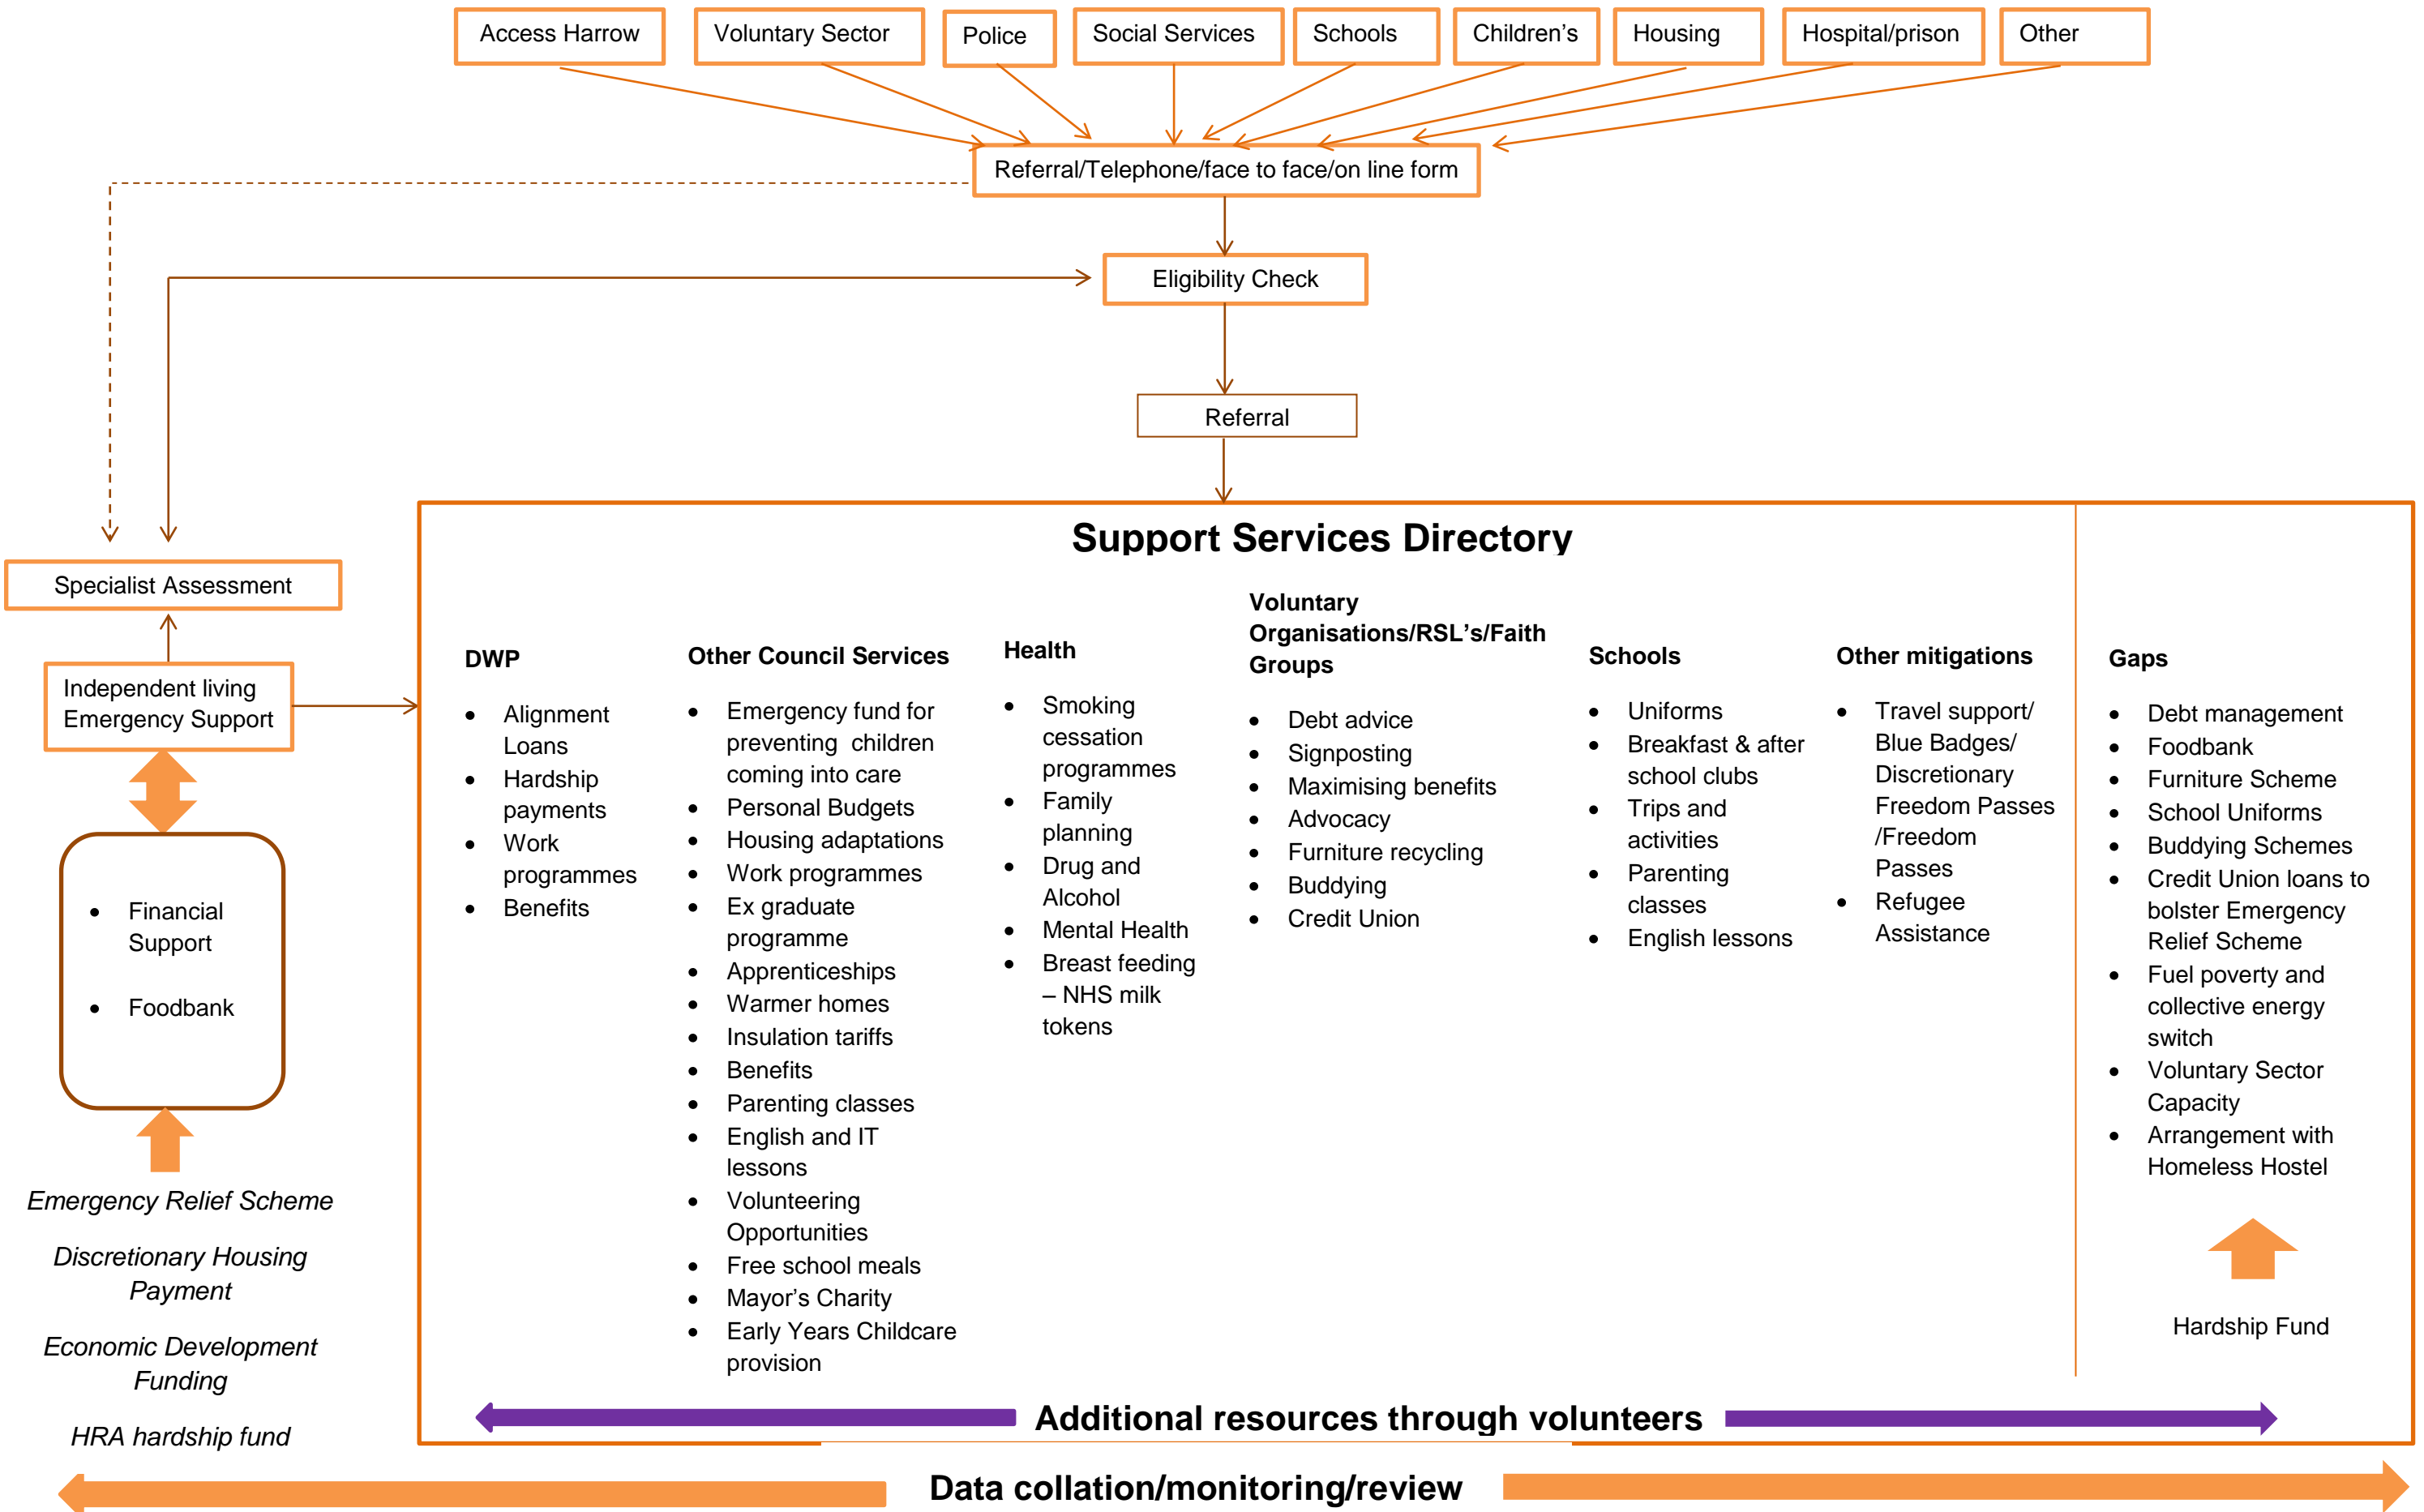 Access Harrow
Voluntary Sector
Police
Social Services
Schools
Children's
Housing
Hospital/prison
Other
Referral/Telephone/face to face/on line form
Eligibility Check
Referral
Specialist Assessment
Independent living
Emergency Support
• Financial
Support
• Foodbank
Emergency Relief Scheme
Discretionary Housing
Payment
Economic Development
Funding
HRA hardship fund
Support Services Directory
DWP
• Alignment
Loans
• Hardship
payments
• Work
programmes
• Benefits
Other Council Services
• Emergency fund for
preventing children
coming into care
• Personal Budgets
• Housing adaptations
• Work programmes
• Ex graduate
programme
• Apprenticeships
• Warmer homes
• Insulation tariffs
• Benefits
• Parenting classes
• English and IT
lessons
• Volunteering
Opportunities
• Free school meals
• Mayor's Charity
• Early Years Childcare
provision
Health
• Smoking
cessation
programmes
• Family
planning
• Drug and
Alcohol
• Mental Health
• Breast feeding
– NHS milk
tokens
Voluntary
Organisations/RSL's/Faith
Groups
• Debt advice
• Signposting
• Maximising benefits
• Advocacy
• Furniture recycling
• Buddying
• Credit Union
Schools
• Uniforms
• Breakfast & after
school clubs
• Trips and
activities
• Parenting
classes
• English lessons
Other mitigations
• Travel support/
Blue Badges/
Discretionary
Freedom Passes
/Freedom
Passes
• Refugee
Assistance
Gaps
• Debt management
• Foodbank
• Furniture Scheme
• School Uniforms
• Buddying Schemes
• Credit Union loans to
bolster Emergency
Relief Scheme
• Fuel poverty and
collective energy
switch
• Voluntary Sector
Capacity
• Arrangement with
Homeless Hostel
Hardship Fund
Additional resources through volunteers
Data collation/monitoring/review